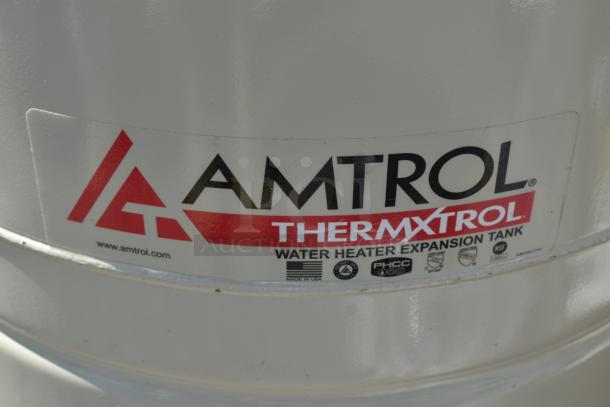 AMTROL®
THERMXTROL
WATER HEATER EXPANSION TANK
www.amtrol.com
MADE IN USA
PHCC
NSF